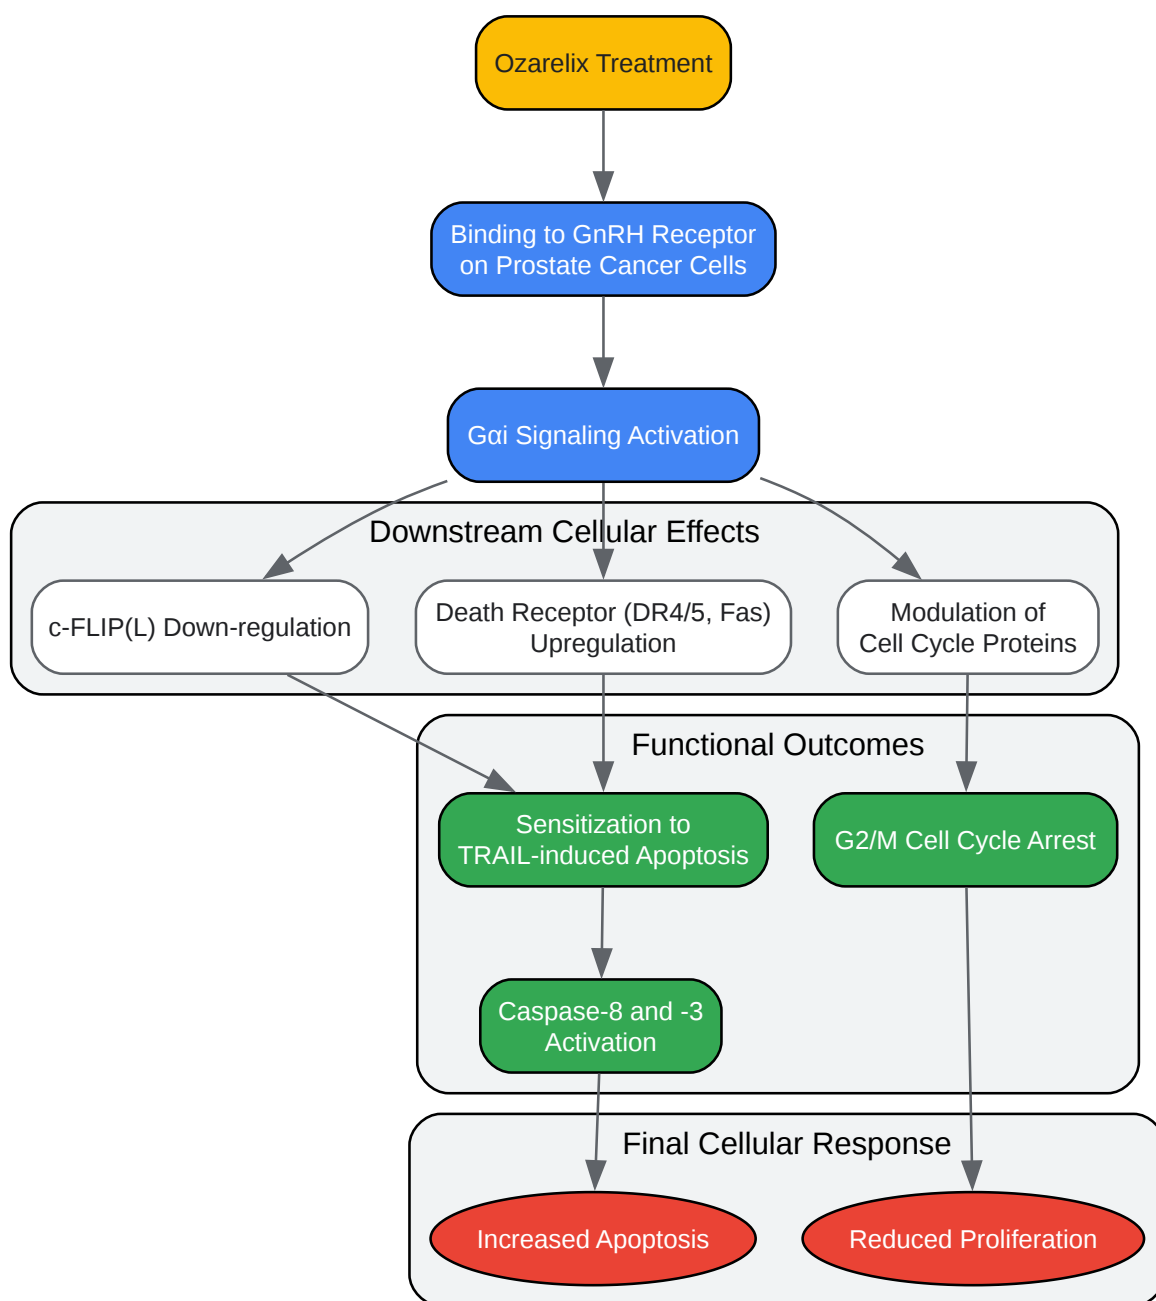 Ozarelix Treatment
Binding to GnRH Receptor
on Prostate Cancer Cells
Gαi Signaling Activation
Downstream Cellular Effects
c-FLIP(L) Down-regulation
Death Receptor (DR4/5, Fas)
Upregulation
Modulation of
Cell Cycle Proteins
Functional Outcomes
Sensitization to
TRAIL-induced Apoptosis
G2/M Cell Cycle Arrest
Caspase-8 and -3
Activation
Final Cellular Response
Increased Apoptosis
Reduced Proliferation